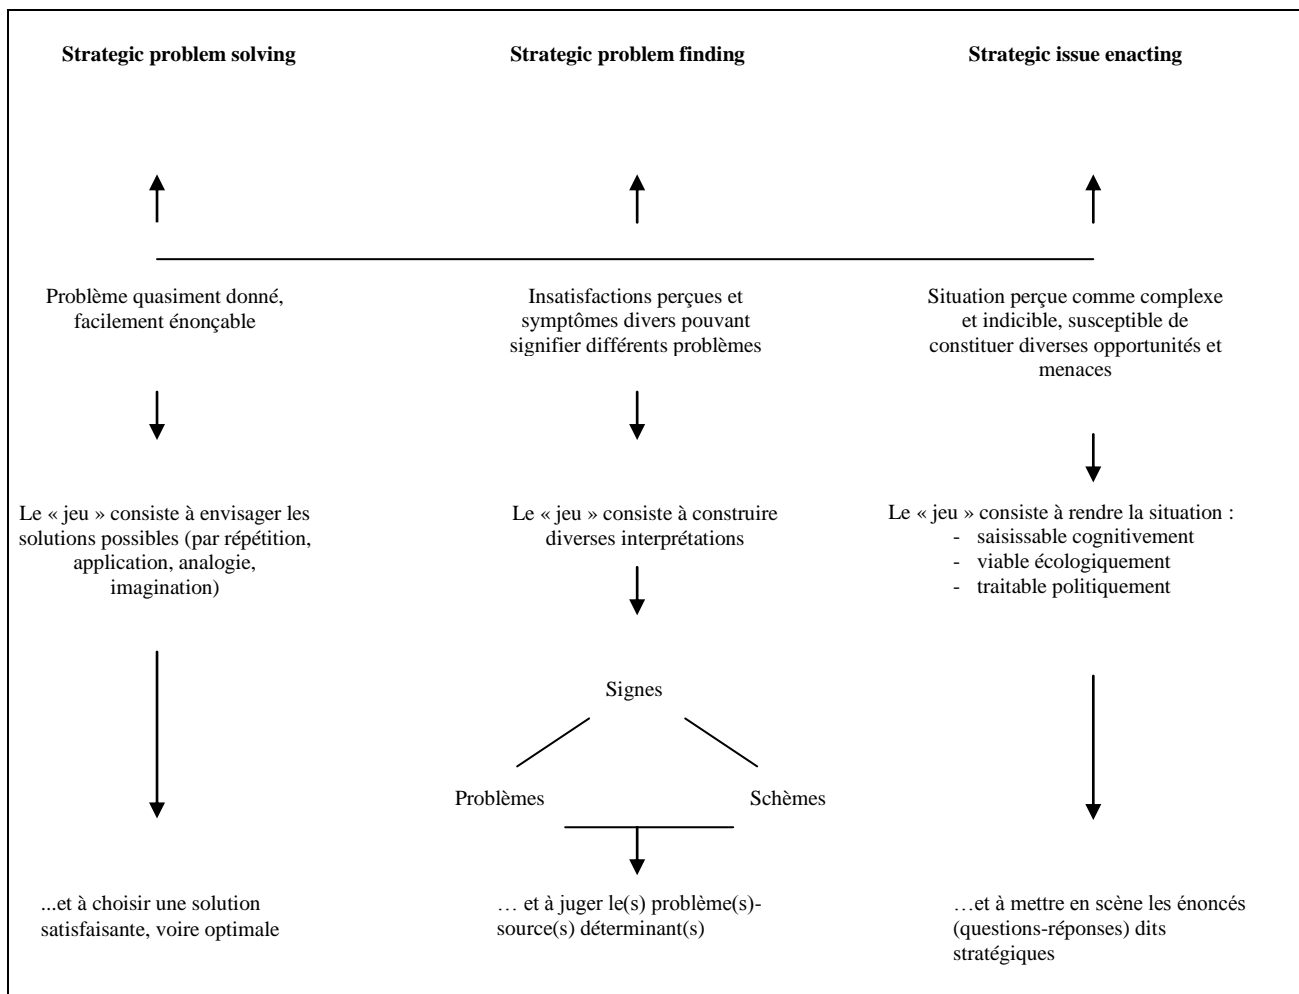 Strategic problem solving
Strategic problem finding
Strategic issue enacting
Problème quasiment donné,
facilement énonçable
Insatisfactions perçues et
symptômes divers pouvant
signifier différents problèmes
Situation perçue comme complexe
et indicible, susceptible de
constituer diverses opportunités et
menaces
Le « jeu » consiste à envisager les
solutions possibles (par répétition,
application, analogie,
imagination)
Le « jeu » consiste à construire
diverses interprétations
Le « jeu » consiste à rendre la situation :
- saisissable cognitivement
- viable écologiquement
- traitable politiquement
Signes
Problèmes
Schèmes
...et à choisir une solution
satisfaisante, voire optimale
… et à juger le(s) problème(s)-
source(s) déterminant(s)
…et à mettre en scène les énoncés
(questions-réponses) dits
stratégiques